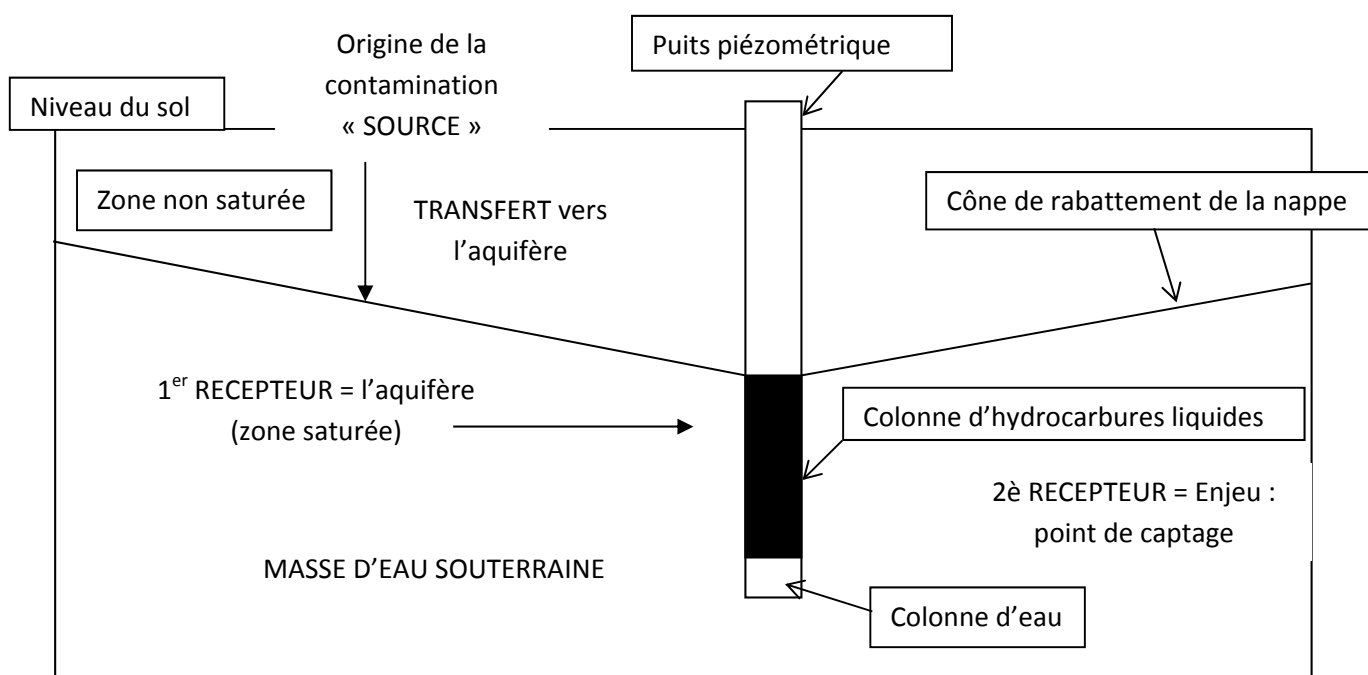 Puits piézométrique
Origine de la
contamination
« SOURCE »
Niveau du sol
Zone non saturée
TRANSFERT vers
l’aquifère
Cône de rabattement de la nappe
1er RECEPTEUR = l’aquifère
(zone saturée)
Colonne d’hydrocarbures liquides
2è RECEPTEUR = Enjeu :
point de captage
MASSE D’EAU SOUTERRAINE
Colonne d’eau